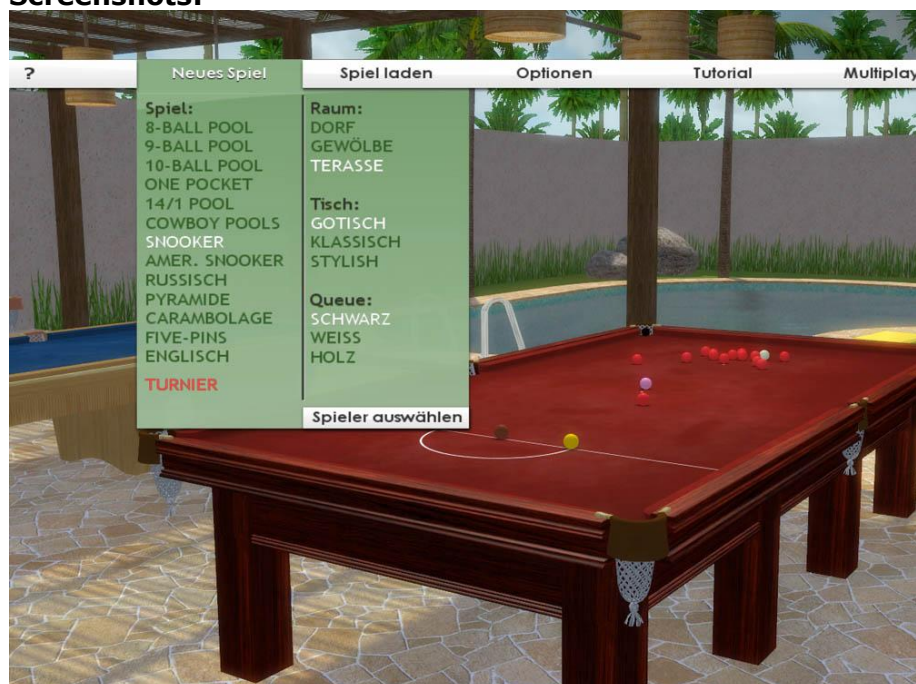 Screenshots:
?
Neues Spiel
Spiel laden
Optionen
Tutorial
Multiplay
Spiel:
8-BALL POOL
9-BALL POOL
10-BALL POOL
ONE POCKET
14/1 POOL
COWBOY POOLS
SNOOKER
AMER. SNOOKER
RUSSISCH
PYRAMIDE
CARAMBOLAGE
FIVE-PINS
ENGLISCH
TURNIER
Raum:
DORF
GEWÖLBE
TERASSE
Tisch:
GOTISCH
KLASSISCH
STYLISH
Queue:
SCHWARZ
WEISS
HOLZ
Spieler auswählen